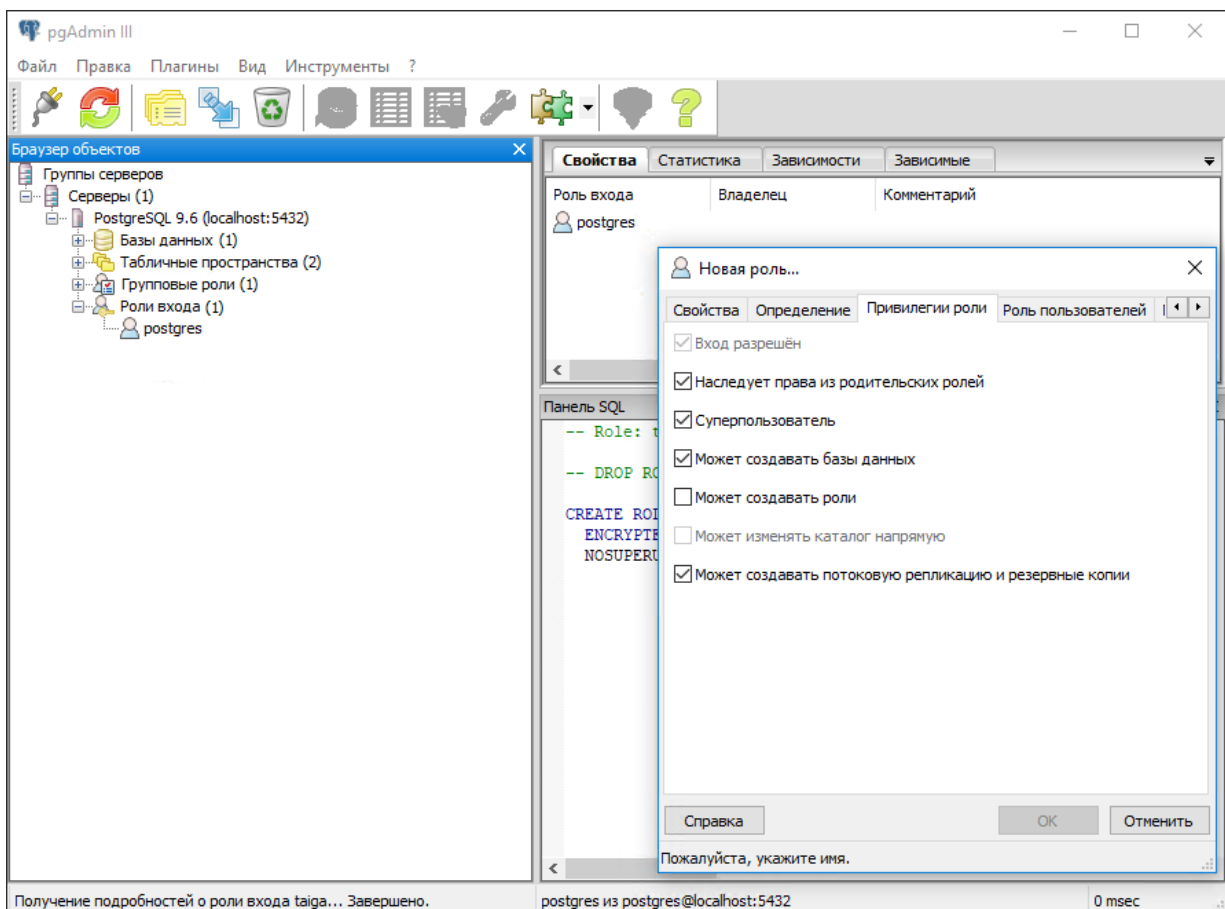 pgAdmin III
Файл Правка Плагины Вид Инструменты ?
Браузер объектов
Группы серверов
Серверы (1)
PostgreSQL 9.6 (localhost:5432)
Базы данных (1)
Табличные пространства (2)
Групповые роли (1)
Роли входа (1)
postgres
Свойства Статистика Зависимости Зависимые
Роль входа Владелец Комментарий
postgres
Панель SQL
-- Role:
-- DROP
CREATE
Новая роль...
Свойства Определение Привилегии роли Роль пользователей
Вход разрешён
Наследует права из родительских ролей
Суперпользователь
Может создавать базы данных
Может создавать роли
Может изменять каталог напрямую
Может создавать потоковую репликацию и резервные копии
Справка ОК Отменить
Пожалуйста, укажите имя.
Получение подробностей о роли входа taiga... Завершено. postgres из postgres@localhost:5432 0 msec